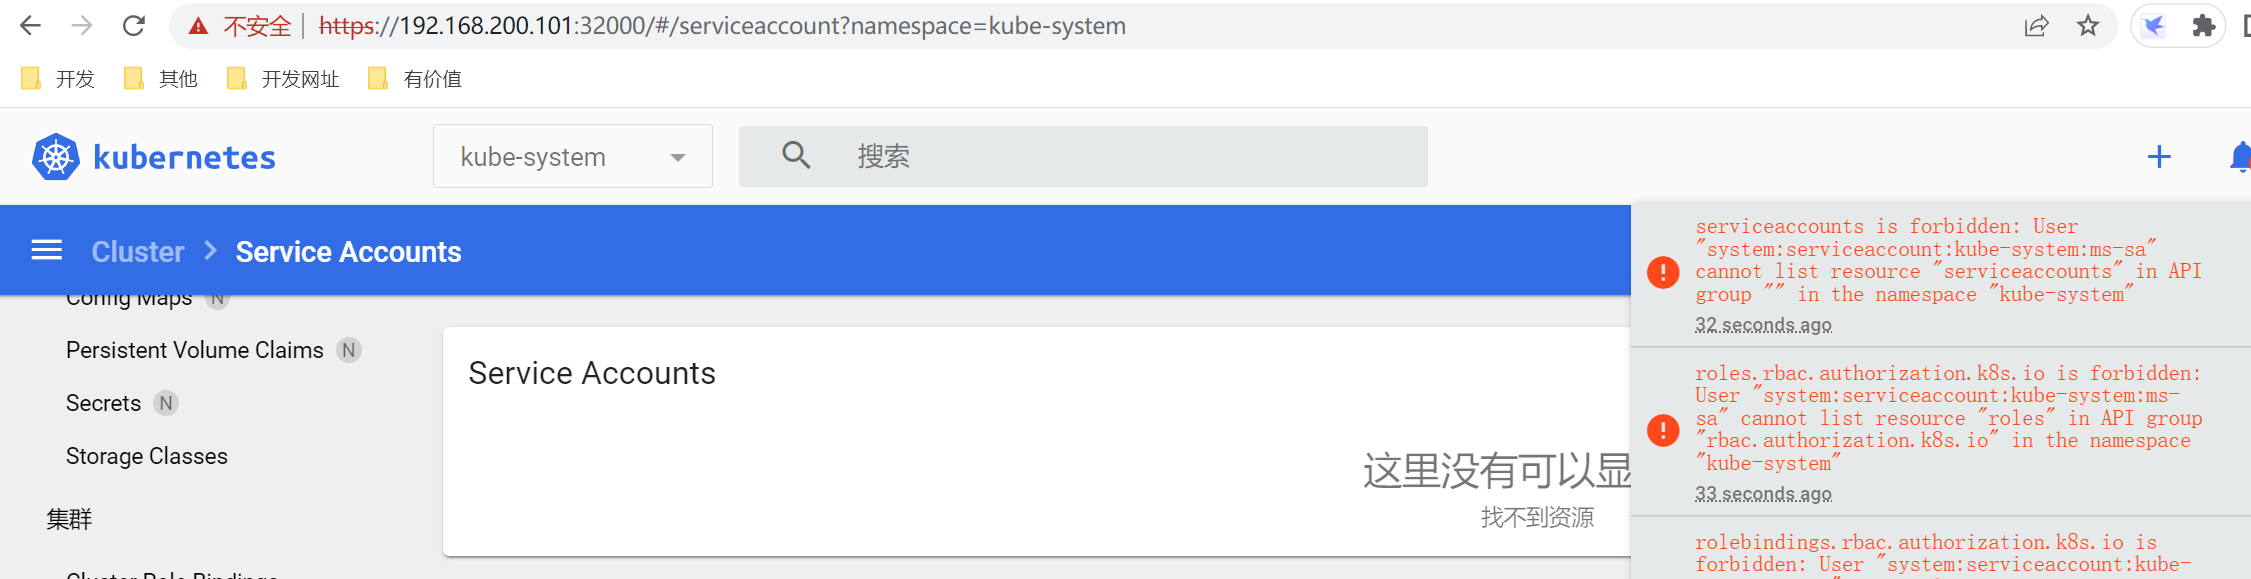 不安全 https://192.168.200.101:32000/#/serviceaccount?namespace=kube-system
开发 其他 开发网址 有价值
kubernetes kube-system 搜索
Cluster Service Accounts
Config Maps N
Persistent Volume Claims N
Secrets N
Storage Classes
集群
Cluster Role Bindings
Service Accounts
这里没有可以显
找不到资源
serviceaccounts is forbidden: User
"system:serviceaccount:kube-system:ms-sa"
cannot list resource "serviceaccounts" in API
group "" in the namespace "kube-system"
32 seconds ago
roles.rbac.authorization.k8s.io is forbidden:
User "system:serviceaccount:kube-system:ms-
sa" cannot list resource "roles" in API group
"rbac.authorization.k8s.io" in the namespace
"kube-system"
33 seconds ago
rolebindings.rbac.authorization.k8s.io is
forbidden: User "system:serviceaccount:kube-